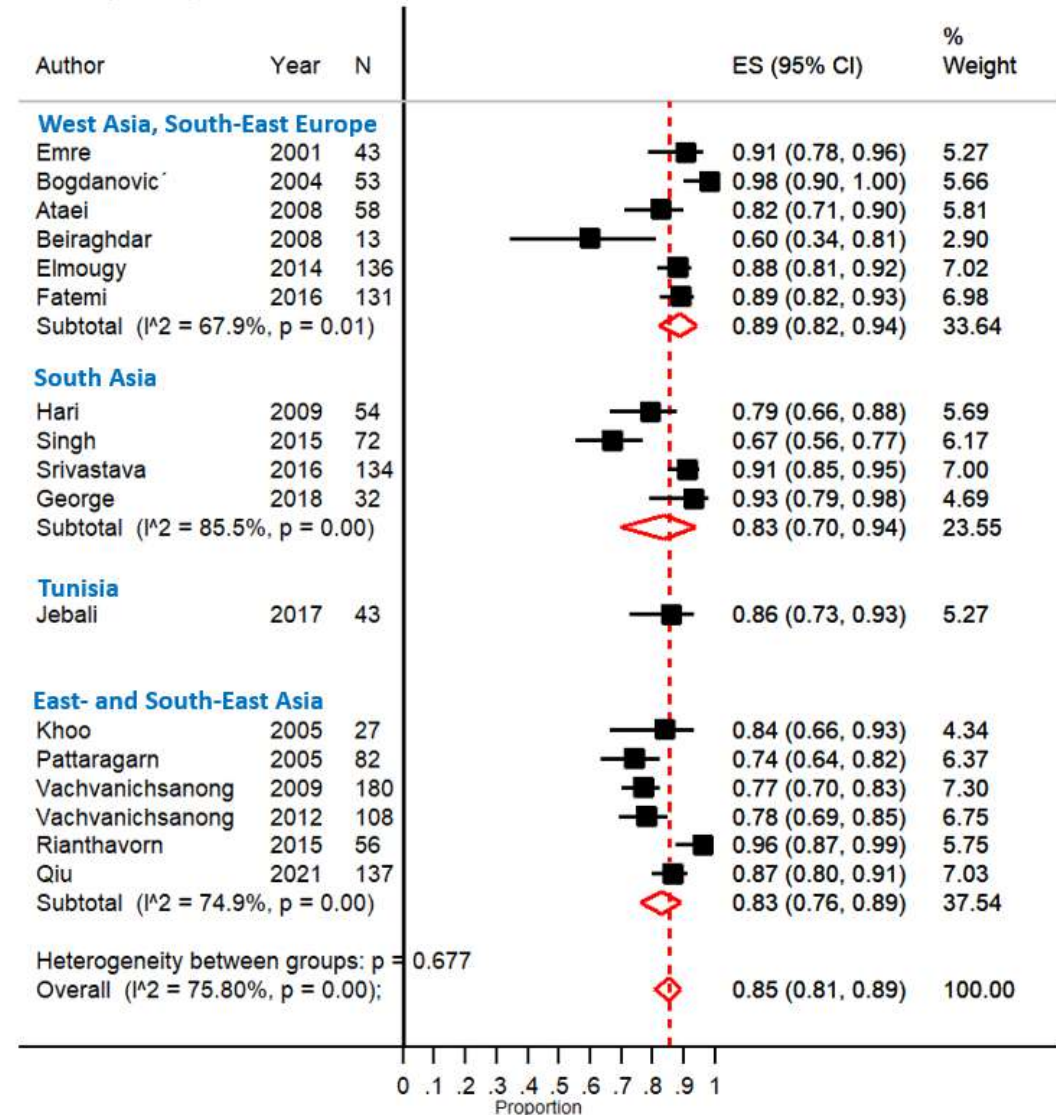 %
Author Year N ES (95% CI) Weight
West Asia, South-East Europe
Emre 2001 43 0.91 (0.78, 0.96) 5.27
Bogdanovic´ 2004 53 0.98 (0.90, 1.00) 5.66
Ataei 2008 58 0.82 (0.71, 0.90) 5.81
Beiraghdar 2008 13 0.60 (0.34, 0.81) 2.90
Elmougy 2014 136 0.88 (0.81, 0.92) 7.02
Fatemi 2016 131 0.89 (0.82, 0.93) 6.98
Subtotal (I^2 = 67.9%, p = 0.01) 0.89 (0.82, 0.94) 33.64
South Asia
Hari 2009 54 0.79 (0.66, 0.88) 5.69
Singh 2015 72 0.67 (0.56, 0.77) 6.17
Srivastava 2016 134 0.91 (0.85, 0.95) 7.00
George 2018 32 0.93 (0.79, 0.98) 4.69
Subtotal (I^2 = 85.5%, p = 0.00) 0.83 (0.70, 0.94) 23.55
Tunisia
Jebali 2017 43 0.86 (0.73, 0.93) 5.27
East- and South-East Asia
Khoo 2005 27 0.84 (0.66, 0.93) 4.34
Pattaragarn 2005 82 0.74 (0.64, 0.82) 6.37
Vachvanichsanong 2009 180 0.77 (0.70, 0.83) 7.30
Vachvanichsanong 2012 108 0.78 (0.69, 0.85) 6.75
Rianthavorn 2015 56 0.96 (0.87, 0.99) 5.75
Qiu 2021 137 0.87 (0.80, 0.91) 7.03
Subtotal (I^2 = 74.9%, p = 0.00) 0.83 (0.76, 0.89) 37.54
Heterogeneity between groups: p = 0.677
Overall (I^2 = 75.80%, p = 0.00); 0.85 (0.81, 0.89) 100.00
0 .1 .2 .3 .4 .5 .6 .7 .8 .9 1
Proportion